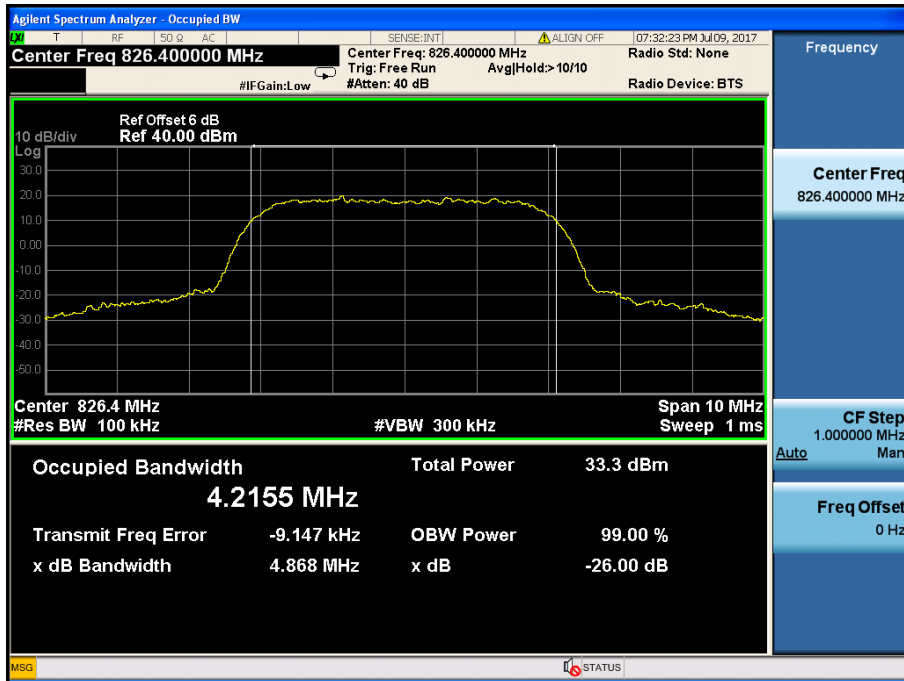 Agilent Spectrum Analyzer - Occupied BW
LXI T RF 50 Ω AC SENSE:INT ALIGN OFF 07:32:23 PM Jul 09, 2017
Center Freq 826.400000 MHz
Center Freq: 826.400000 MHz Radio Std: None
Trig: Free Run Avg|Hold:>10/10
#IFGain:Low #Atten: 40 dB Radio Device: BTS
Frequency
Ref Offset 6 dB
10 dB/div Ref 40.00 dBm
Log
30.0
20.0
10.0
0.00
-10.0
-20.0
-30.0
-40.0
-50.0
Center 826.4 MHz Span 10 MHz
#Res BW 100 kHz #VBW 300 kHz Sweep 1 ms
Occupied Bandwidth Total Power 33.3 dBm
4.2155 MHz
Transmit Freq Error -9.147 kHz OBW Power 99.00 %
x dB Bandwidth 4.868 MHz x dB -26.00 dB
Center Freq
826.400000 MHz
CF Step
1.000000 MHz
Auto Man
Freq Offset
0 Hz
MSG STATUS